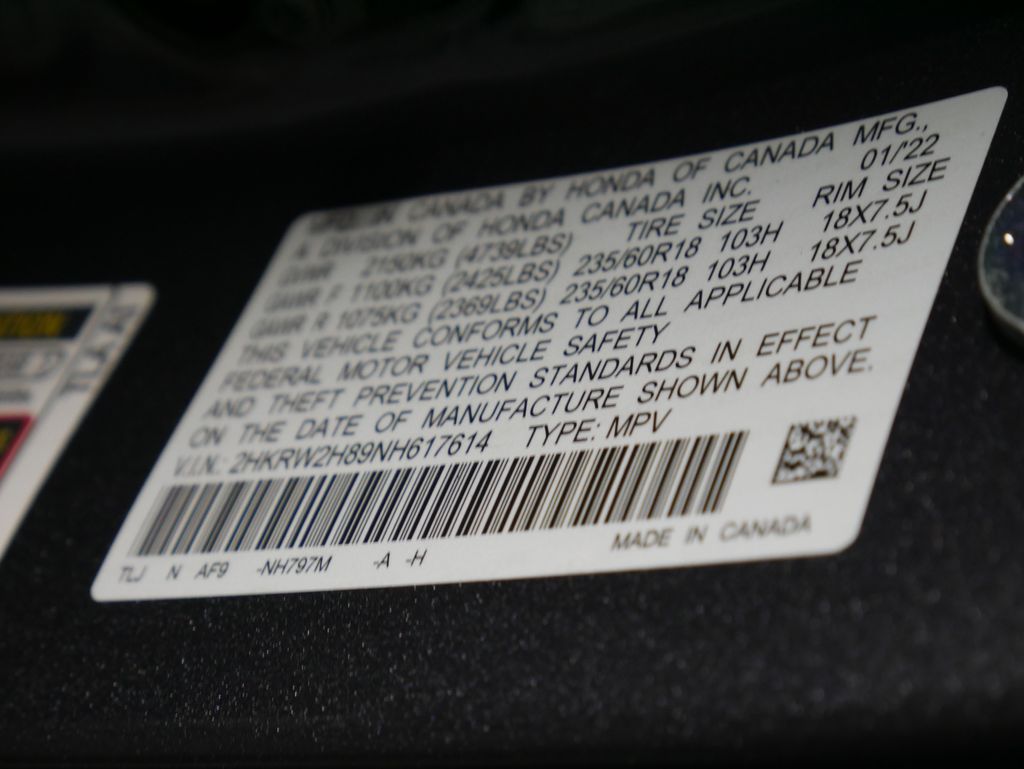 MFD. IN CANADA BY HONDA OF CANADA MFG.,
A DIVISION OF HONDA CANADA INC. 01/'22
GVWR 2150KG (4739LBS) TIRE SIZE RIM SIZE
GAWR F 1100KG (2425LBS) 235/60R18 103H 18X7.5J
GAWR R 1075KG (2369LBS) 235/60R18 103H 18X7.5J
THIS VEHICLE CONFORMS TO ALL APPLICABLE
FEDERAL MOTOR VEHICLE SAFETY
AND THEFT PREVENTION STANDARDS IN EFFECT
ON THE DATE OF MANUFACTURE SHOWN ABOVE.
V.I.N.: 2HKRW2H89NH617614 TYPE: MPV
TLJ N AF9 -NH797M -A -H
MADE IN CANADA